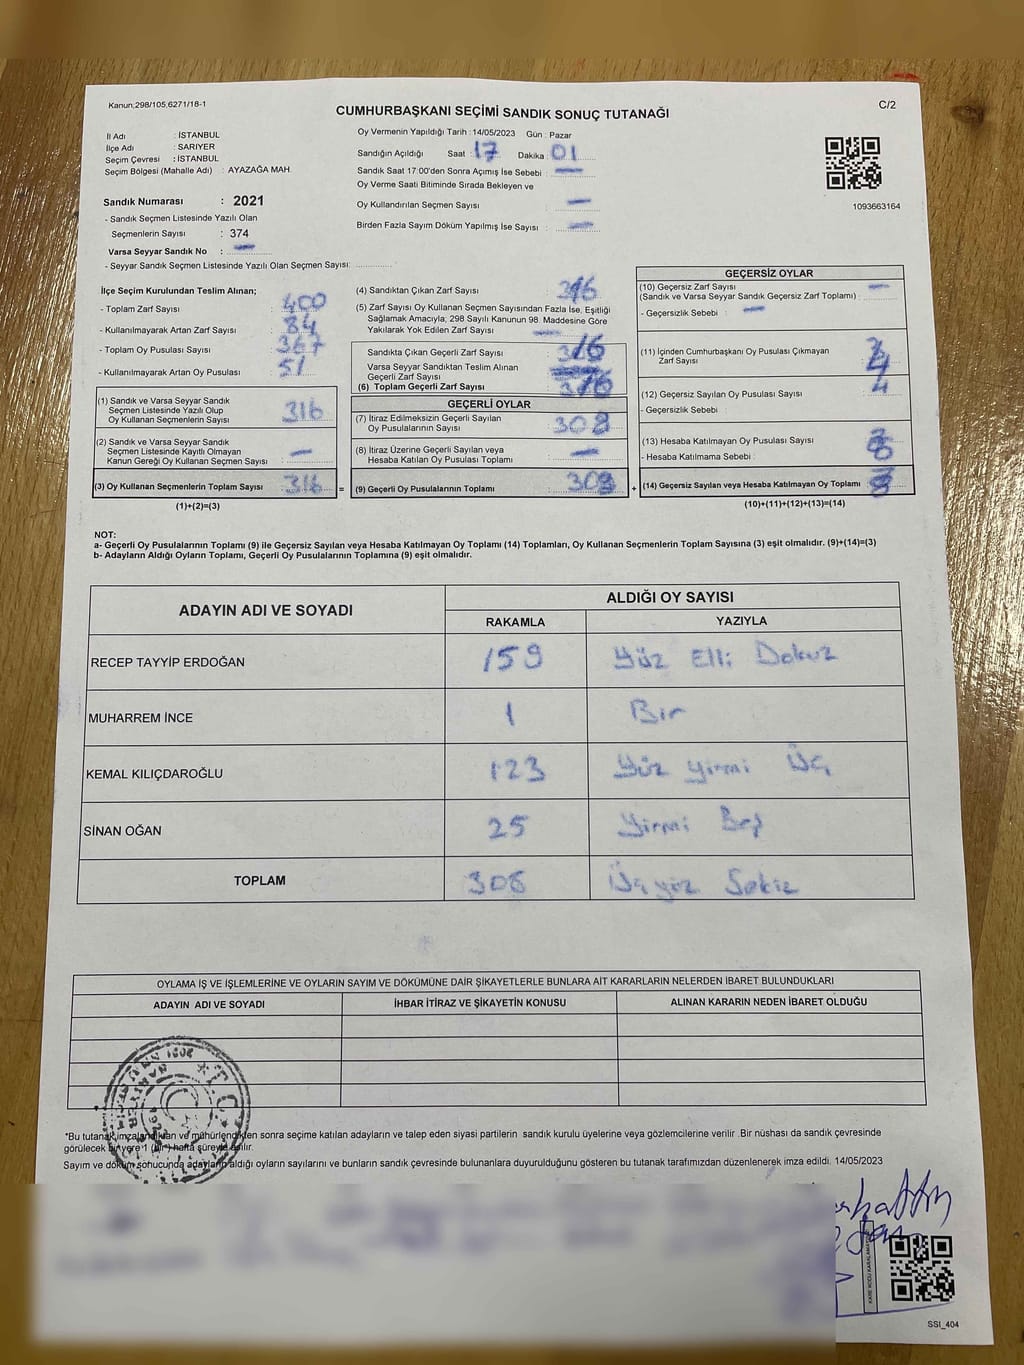 Kanun;298/105,6271/18-1
C/2
CUMHURBAŞKANI SEÇİMİ SANDIK SONUÇ TUTANAĞI
İl Adı : İSTANBUL
İlçe Adı : SARIYER
Seçim Çevresi : İSTANBUL
Seçim Bölgesi (Mahalle Adı) : AYAZAĞA MAH.
Sandık Numarası : 2021
- Sandık Seçmen Listesinde Yazılı Olan
Seçmenlerin Sayısı : 374
Varsa Seyyar Sandık No : —
- Seyyar Sandık Seçmen Listesinde Yazılı Olan Seçmen Sayısı:
Oy Vermenin Yapıldığı Tarih : 14/05/2023 Gün : Pazar
Sandığın Açıldığı Saat : 17 Dakika : 01
Sandık Saat 17:00'den Sonra Açımış İse Sebebi : —
Oy Verme Saati Bitiminde Sırada Bekleyen ve
Oy Kullandırılan Seçmen Sayısı : —
Birden Fazla Sayım Döküm Yapılmış İse Sayısı : —
1093663164
İlçe Seçim Kurulundan Teslim Alınan;
- Toplam Zarf Sayısı : 400
- Kullanılmayarak Artan Zarf Sayısı : 84
- Toplam Oy Pusulası Sayısı : 367
- Kullanılmayarak Artan Oy Pusulası : 51
(1) Sandık ve Varsa Seyyar Sandık
Seçmen Listesinde Yazılı Olup
Oy Kullanan Seçmenlerin Sayısı : 316
(2) Sandık ve Varsa Seyyar Sandık
Seçmen Listesinde Kayıtlı Olmayan
Kanun Gereği Oy Kullanan Seçmen Sayısı : —
(3) Oy Kullanan Seçmenlerin Toplam Sayısı : 316
(1)+(2)=(3)
(4) Sandıktan Çıkan Zarf Sayısı : 316
(5) Zarf Sayısı Oy Kullanan Seçmen Sayısından Fazla İse, Eşitliği
Sağlamak Amacıyla; 298 Sayılı Kanunun 98. Maddesine Göre
Yakılarak Yok Edilen Zarf Sayısı : —
Sandıkta Çıkan Geçerli Zarf Sayısı : 316
Varsa Seyyar Sandıktan Teslim Alınan
Geçerli Zarf Sayısı : —
(6) Toplam Geçerli Zarf Sayısı : 316
GEÇERLİ OYLAR
(7) İtiraz Edilmeksizin Geçerli Sayılan
Oy Pusulalarının Sayısı : 308
(8) İtiraz Üzerine Geçerli Sayılan veya
Hesaba Katılan Oy Pusulası Toplamı : —
= (9) Geçerli Oy Pusulalarının Toplamı : 308
GEÇERSİZ OYLAR
(10) Geçersiz Zarf Sayısı : —
(Sandık ve Varsa Seyyar Sandık Geçersiz Zarf Toplamı) :
- Geçersizlik Sebebi : —
(11) İçinden Cumhurbaşkanı Oy Pusulası Çıkmayan
Zarf Sayısı : 4
(12) Geçersiz Sayılan Oy Pusulası Sayısı : 4
- Geçersizlik Sebebi :
(13) Hesaba Katılmayan Oy Pusulası Sayısı :
- Hesaba Katılmama Sebebi :
+ (14) Geçersiz Sayılan veya Hesaba Katılmayan Oy Toplamı : 8
(10)+(11)+(12)+(13)=(14)
NOT:
a- Geçerli Oy Pusulalarının Toplamı (9) ile Geçersiz Sayılan veya Hesaba Katılmayan Oy Toplamı (14) Toplamları, Oy Kullanan Seçmenlerin Toplam Sayısına (3) eşit olmalıdır. (9)+(14)=(3)
b- Adayların Aldığı Oyların Toplamı, Geçerli Oy Pusulalarının Toplamına (9) eşit olmalıdır.
ADAYIN ADI VE SOYADI ALDIĞI OY SAYISI
RAKAMLA YAZIYLA
RECEP TAYYİP ERDOĞAN 159 Yüz Elli Dokuz
MUHARREM İNCE 1 Bir
KEMAL KILIÇDAROĞLU 123 Yüz Yirmi Üç
SİNAN OĞAN 25 Yirmi Beş
TOPLAM 308 Üçyüz Sekiz
OYLAMA İŞ VE İŞLEMLERİNE VE OYLARIN SAYIM VE DÖKÜMÜNE DAİR ŞİKAYETLERLE BUNLARA AİT KARARLARIN NELERDEN İBARET BULUNDUKLARI
ADAYIN ADI VE SOYADI İHBAR İTİRAZ VE ŞİKAYETİN KONUSU ALINAN KARARIN NEDEN İBARET OLDUĞU
*Bu tutanak imzalandıktan ve mühürlendikten sonra seçime katılan adayların ve talep eden siyasi partilerin sandık kurulu üyelerine veya gözlemcilerine verilir .Bir nüshası da sandık çevresinde
görülecek bir yere 1 (bir) hafta süreyle asılır.
Sayım ve döküm sonucunda adayların aldığı oyların sayılarını ve bunların sandık çevresinde bulunanlara duyurulduğunu gösteren bu tutanak tarafımızdan düzenlenerek imza edildi. 14/05/2023
SSI_404